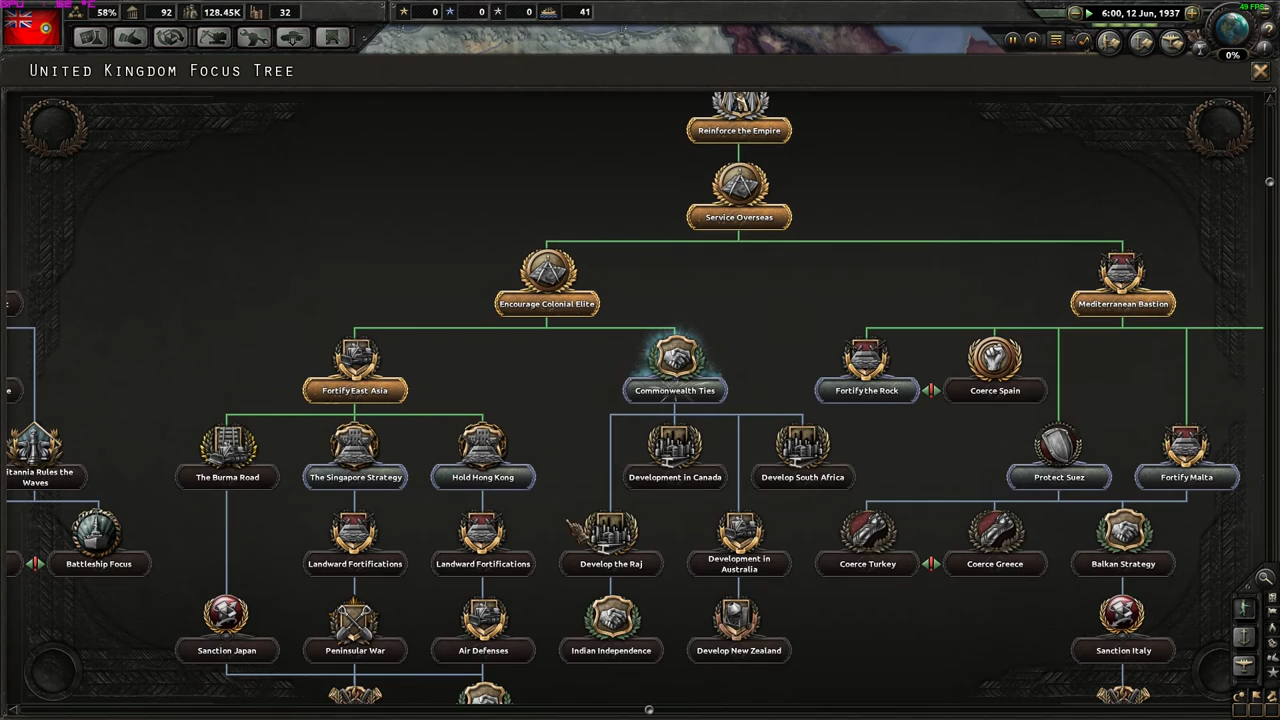 58%
92
128.45K
32
0
0
0
41
6:00, 12 Jun, 1937
49 FPS
0%
United Kingdom Focus Tree
Reinforce the Empire
Service Overseas
Encourage Colonial Elite
Mediterranean Bastion
Fortify East Asia
Commonwealth Ties
Fortify the Rock
Coerce Spain
itannia Rules the
Waves
The Burma Road
The Singapore Strategy
Hold Hong Kong
Development in Canada
Develop South Africa
Protect Suez
Fortify Malta
Battleship Focus
Landward Fortifications
Landward Fortifications
Develop the Raj
Development in
Australia
Coerce Turkey
Coerce Greece
Balkan Strategy
Sanction Japan
Peninsular War
Air Defenses
Indian Independence
Develop New Zealand
Sanction Italy